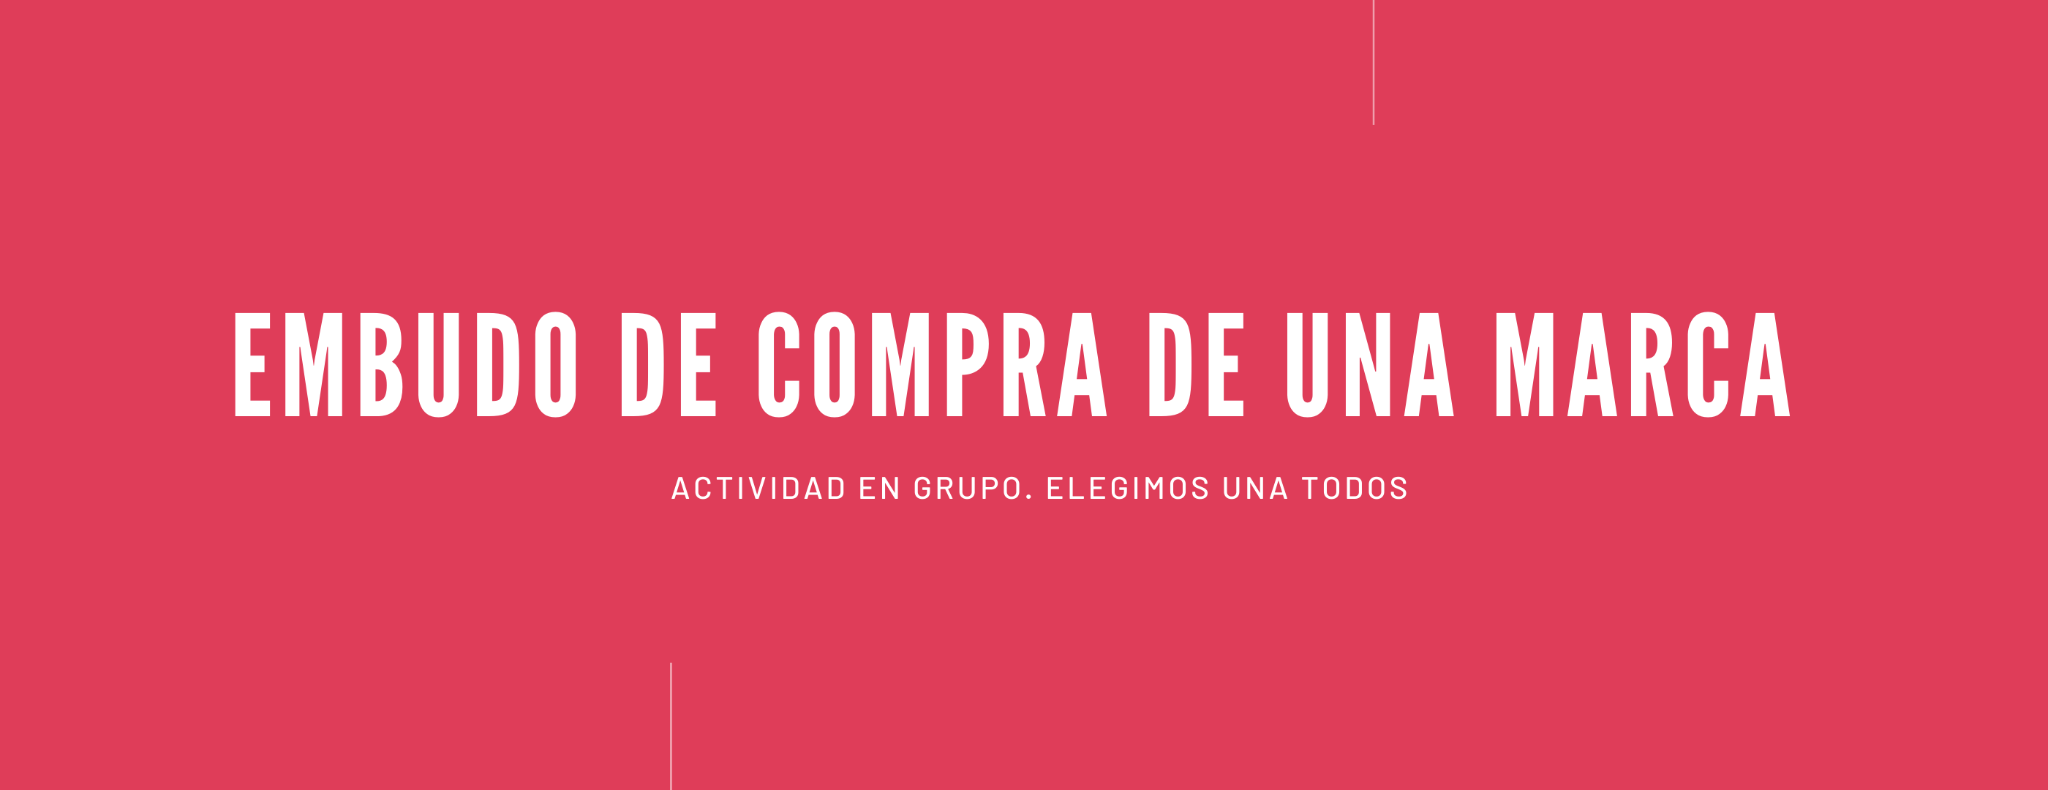 EMBUDO DE COMPRA DE UNA MARCA
ACTIVIDAD EN GRUPO. ELEGIMOS UNA TODOS